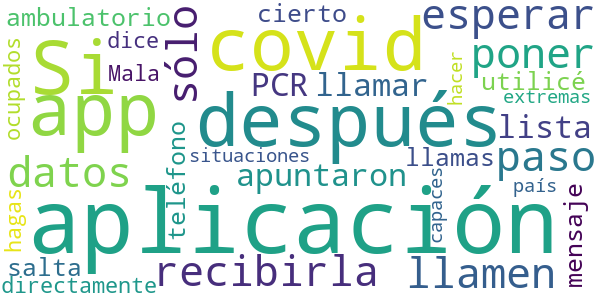 ambulatorio
cierto
esperar
dice
sólo
covid
poner
ocupados
Si
Mala
PCR
llamar
hacer
utilicé
extremas
app
después
lista
teléfono
situaciones
llamas
paso
datos
apuntaron
capaces
país
mensaje
hagas
aplicación
salta
directamente
recibirla
llamen